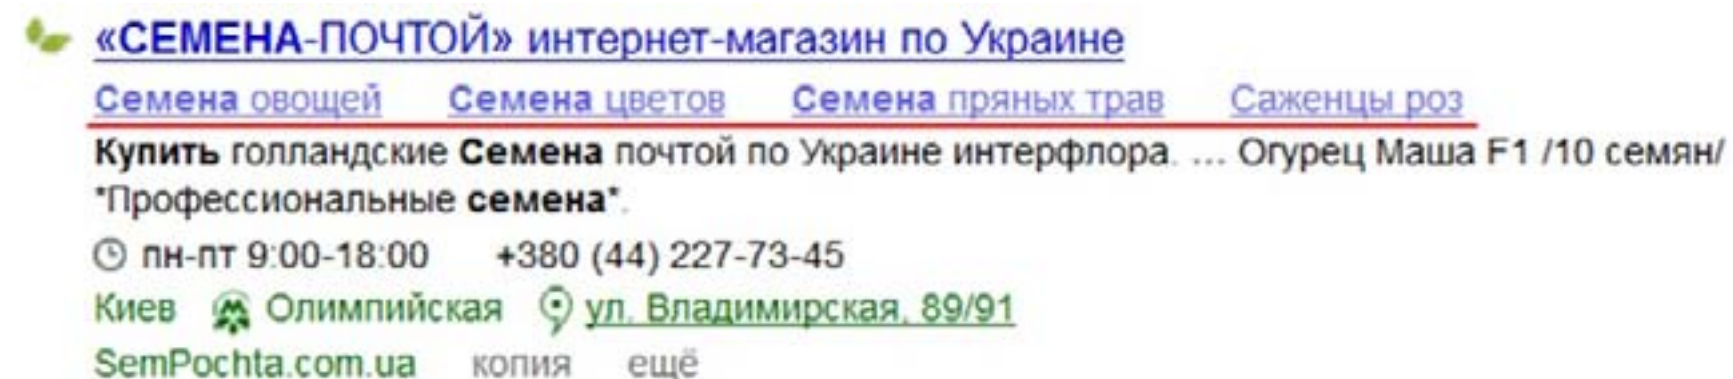 «СЕМЕНА-ПОЧТОЙ» интернет-магазин по Украине
Семена овощей Семена цветов Семена пряных трав Саженцы роз
Купить голландские Семена почтой по Украине интерфлора. ... Огурец Маша F1 /10 семян/
*Профессиональные семена*.
пн-пт 9:00-18:00 +380 (44) 227-73-45
Киев Олимпийская ул. Владимирская, 89/91
SemPochta.com.ua копия ещё